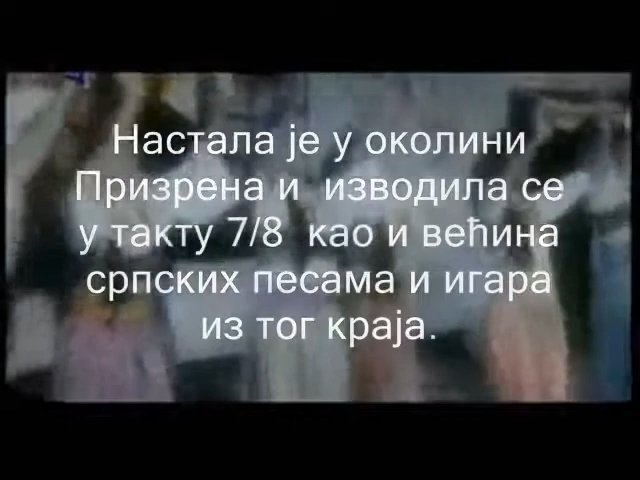 Настала је у околини
Призрена и изводила се
у такту 7/8 као и већина
српских песама и игара
из тог краја.